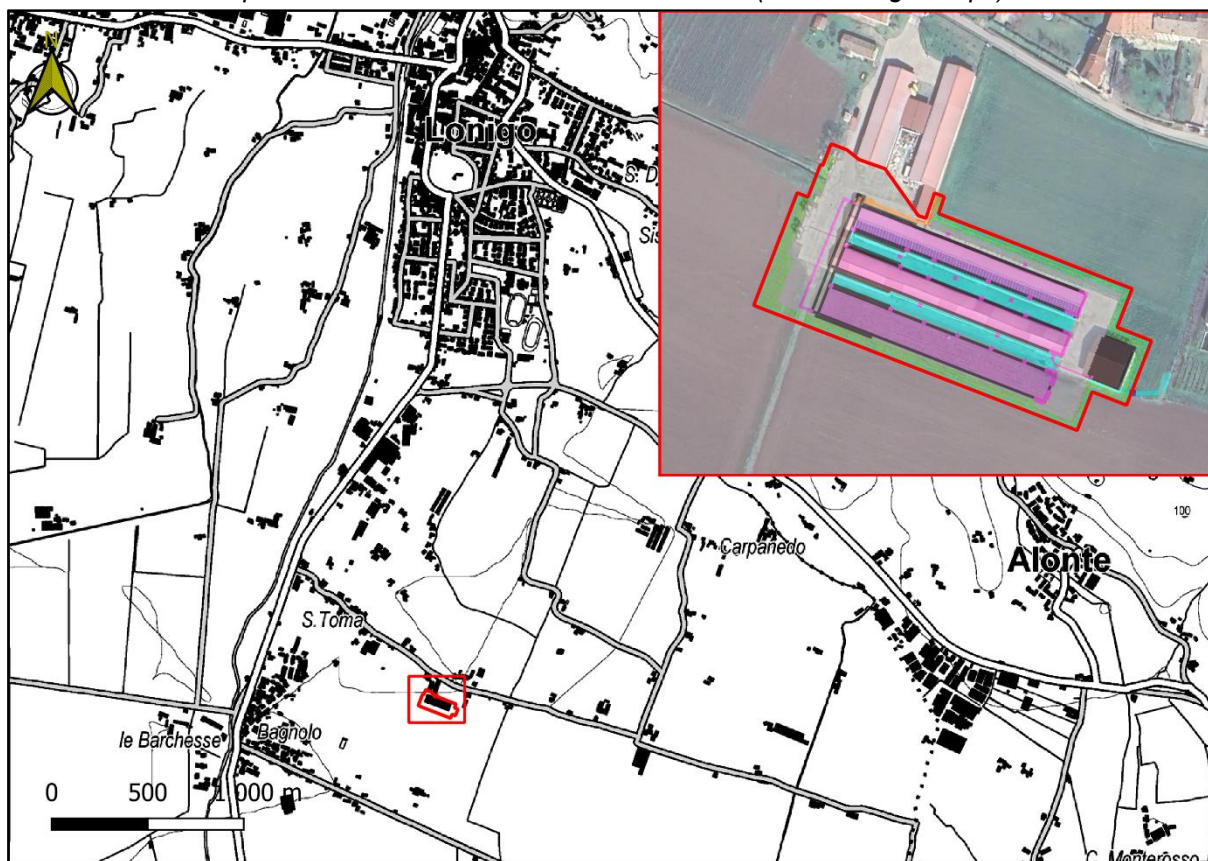 N
Lonigo
S. D
Sis
100
Carpanedo
Alonte
S.Toma
le Barchesse
Bagnolo
0 500 1 000 m
C. Monterosso